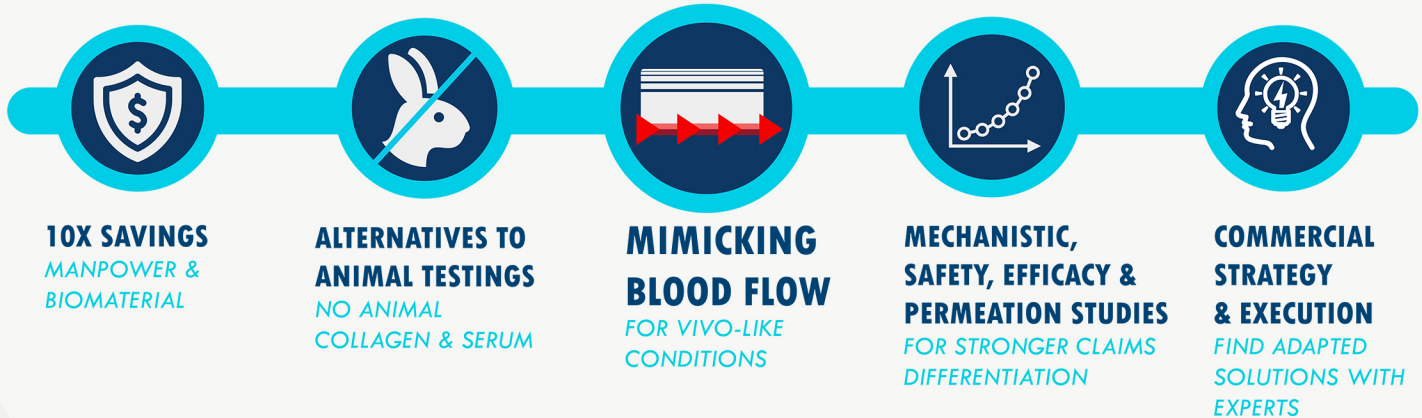 $
10X SAVINGS
MANPOWER &
BIOMATERIAL
ALTERNATIVES TO
ANIMAL TESTINGS
NO ANIMAL
COLLAGEN & SERUM
MIMICKING
BLOOD FLOW
FOR VIVO-LIKE
CONDITIONS
MECHANISTIC,
SAFETY, EFFICACY &
PERMEATION STUDIES
FOR STRONGER CLAIMS
DIFFERENTIATION
COMMERCIAL
STRATEGY
& EXECUTION
FIND ADAPTED
SOLUTIONS WITH
EXPERTS